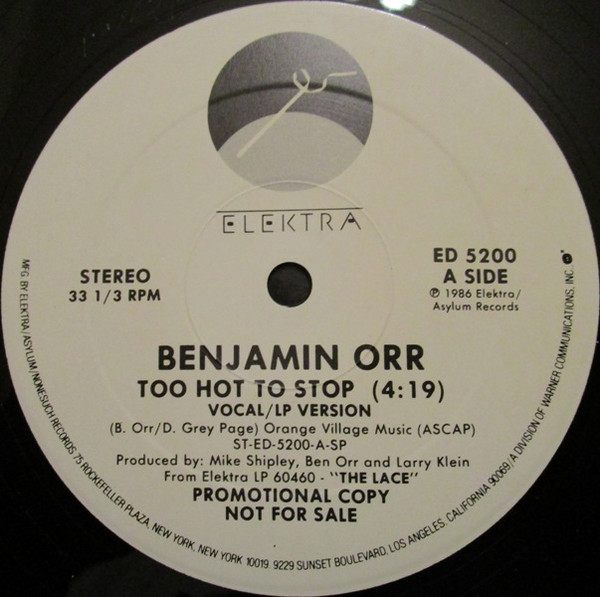 ELEKTRA
STEREO
33 1/3 RPM
ED 5200
A SIDE
℗ 1986 Elektra/
Asylum Records
BENJAMIN ORR
TOO HOT TO STOP (4:19)
VOCAL/LP VERSION
(B. Orr/D. Grey Page) Orange Village Music (ASCAP)
ST-ED-5200-A-SP
Produced by: Mike Shipley, Ben Orr and Larry Klein
From Elektra LP 60460 - "THE LACE"
PROMOTIONAL COPY
NOT FOR SALE
MFG. BY ELEKTRA/ASYLUM/NONESUCH RECORDS 75 ROCKEFELLER PLAZA, NEW YORK, NEW YORK 10019. 9229 SUNSET BOULEVARD, LOS ANGELES, CALIFORNIA 90069/A DIVISION OF WARNER COMMUNICATIONS, INC.